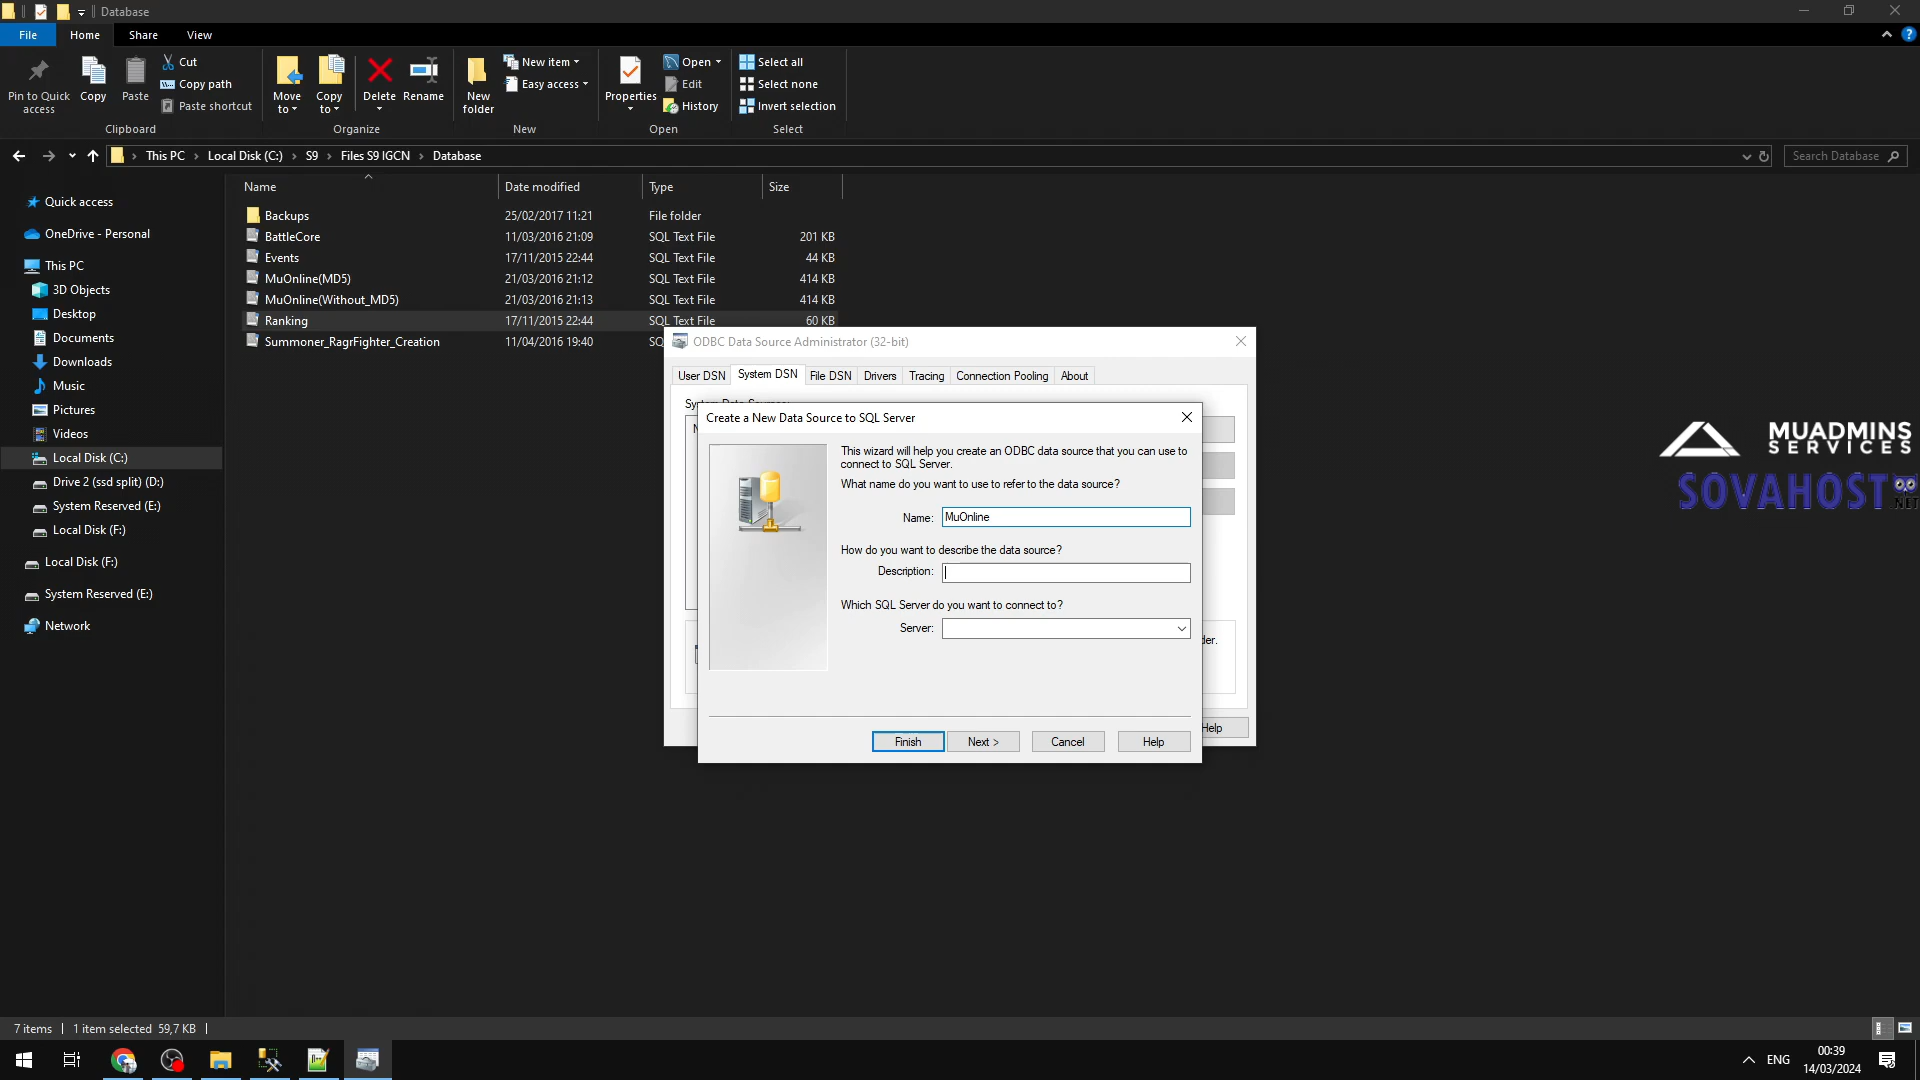 Database
File
Home
Share
View
Pin to Quick access
Copy
Paste
Cut
Copy path
Paste shortcut
Clipboard
Move to
Copy to
Delete
Rename
Organize
New folder
New item
Easy access
New
Properties
Open
Edit
History
Open
Select all
Select none
Invert selection
Select
This PC > Local Disk (C:) > S9 > Files S9 IGCN > Database
Search Database
Name Date modified Type Size
Backups 25/02/2017 11:21 File folder
BattleCore 11/03/2016 21:09 SQL Text File 201 KB
Events 17/11/2015 22:44 SQL Text File 44 KB
MuOnline(MD5) 21/03/2016 21:12 SQL Text File 414 KB
MuOnline(Without_MD5) 21/03/2016 21:13 SQL Text File 414 KB
Ranking 17/11/2015 22:44 SQL Text File 60 KB
Summoner_RagrFighter_Creation 11/04/2016 19:40
Quick access
OneDrive - Personal
This PC
3D Objects
Desktop
Documents
Downloads
Music
Pictures
Videos
Local Disk (C:)
Drive 2 (ssd split) (D:)
System Reserved (E:)
Local Disk (F:)
Local Disk (F:)
System Reserved (E:)
Network
ODBC Data Source Administrator (32-bit)
User DSN System DSN File DSN Drivers Tracing Connection Pooling About
Create a New Data Source to SQL Server
This wizard will help you create an ODBC data source that you can use to
connect to SQL Server.
What name do you want to use to refer to the data source?
Name: MuOnline
How do you want to describe the data source?
Description:
Which SQL Server do you want to connect to?
Server:
Finish Next > Cancel Help
Help
MUADMINS
SERVICES
SOVAHOST
.NET
7 items 1 item selected 59,7 KB
ENG
00:39
14/03/2024